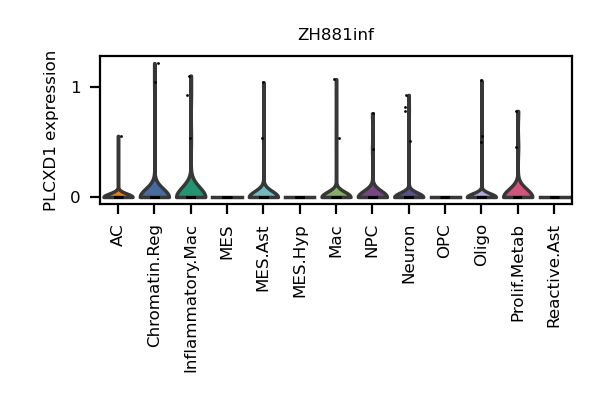 ZH881inf
PLCXD1 expression
1
0
AC
Chromatin.Reg
Inflammatory.Mac
MES
MES.Ast
MES.Hyp
Mac
NPC
Neuron
OPC
Oligo
Prolif.Metab
Reactive.Ast